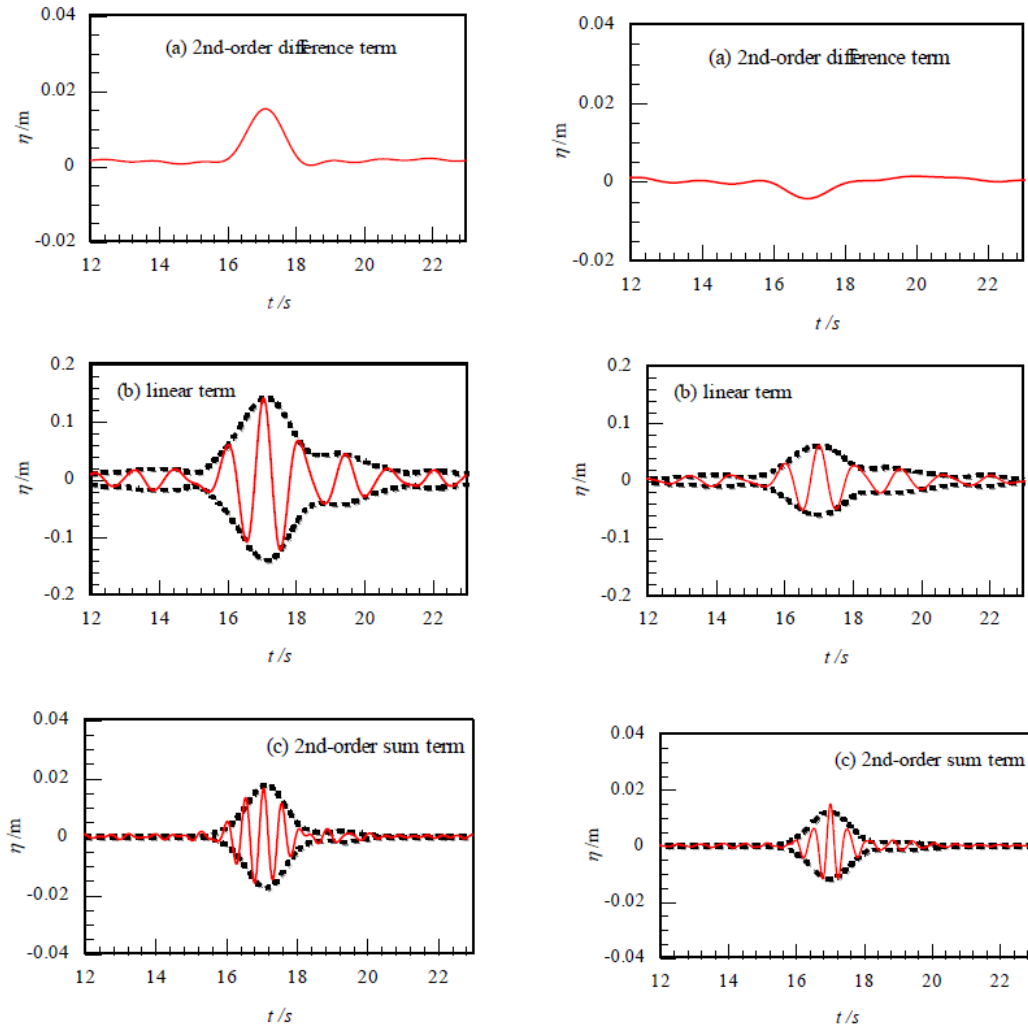 0.04
(a) 2nd-order difference term
0.02
η /m
0
-0.02
12 14 16 18 20 22
t /s
0.04
(a) 2nd-order difference term
0.02
η /m
0
-0.02
12 14 16 18 20 22
t /s
0.2
(b) linear term
0.1
η /m
0
-0.1
-0.2
12 14 16 18 20 22
t /s
0.2
(b) linear term
0.1
η /m
0
-0.1
-0.2
12 14 16 18 20 22
t /s
0.04
(c) 2nd-order sum term
0.02
η /m
0
-0.02
-0.04
12 14 16 18 20 22
t /s
0.04
(c) 2nd-order sum term
0.02
η /m
0
-0.02
-0.04
12 14 16 18 20 22
t /s